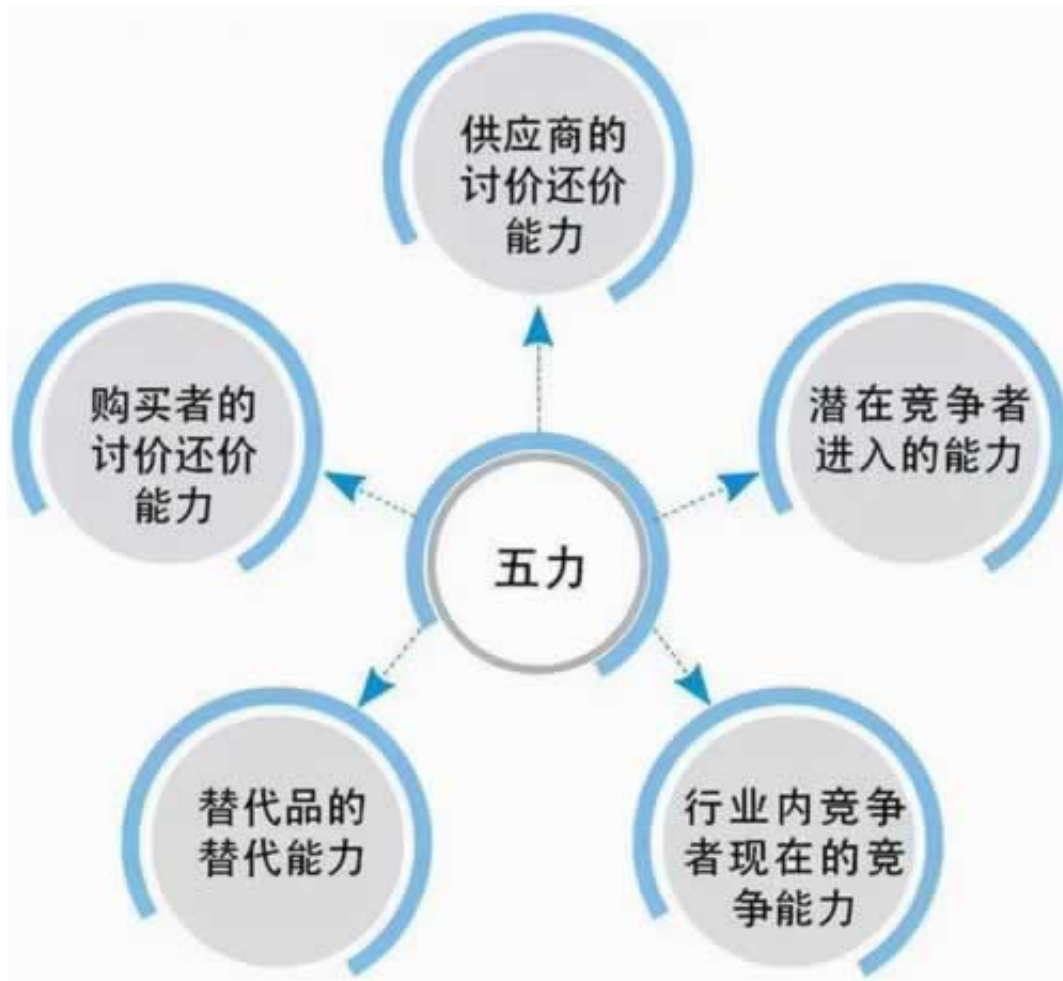 供应商的
讨价还价
能力
购买者的
讨价还价
能力
潜在竞争者
进入的能力
五力
替代品的
替代能力
行业内竞争
者现在的竞
争能力